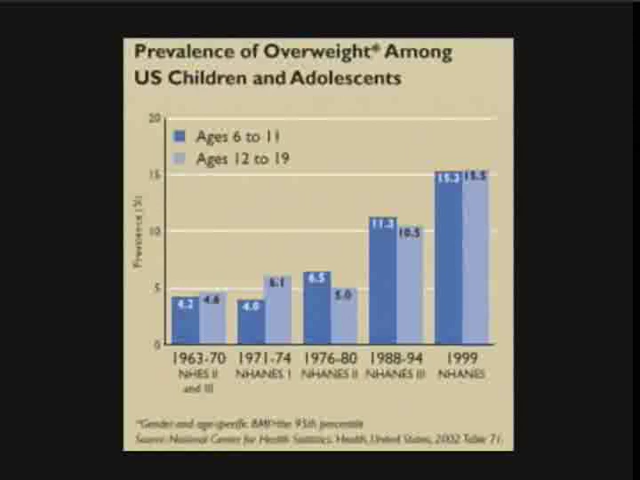 Prevalence of Overweight* Among
US Children and Adolescents
20
Ages 6 to 11
Ages 12 to 19
15
15.3
15.5
Prevalence (%)
10
11.3
10.5
5
4.2
4.6
4.0
6.1
6.5
5.0
0
1963-70
1971-74
1976-80
1988-94
1999
NHES II
NHANES I
NHANES II
NHANES III
NHANES
and III
*Gender and age-specific BMI>the 95th percentile
Source: National Center for Health Statistics. Health, United States, 2002 Table 71.